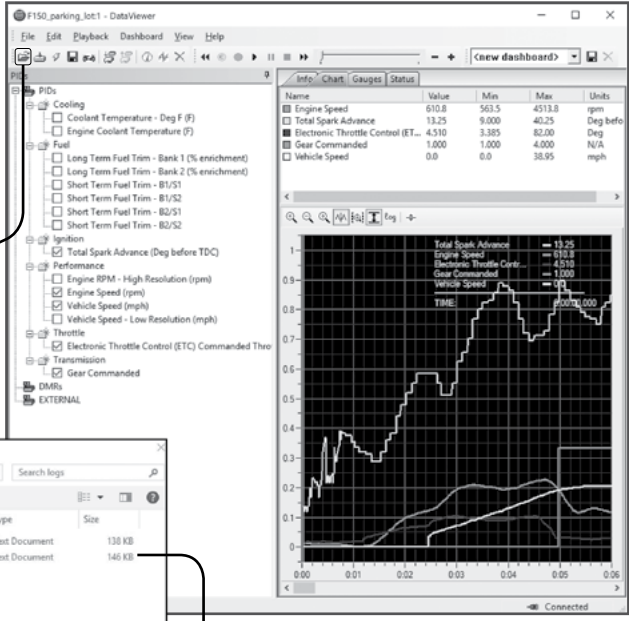 F150_parking_lot:1 - DataViewer
File Edit Playback Dashboard View Help
<new dashboard>
PIDs
PIDs
Cooling
Coolant Temperature - Deg F (F)
Engine Coolant Temperature (F)
Fuel
Long Term Fuel Trim - Bank 1 (% enrichment)
Long Term Fuel Trim - Bank 2 (% enrichment)
Short Term Fuel Trim - B1/S1
Short Term Fuel Trim - B1/S2
Short Term Fuel Trim - B2/S1
Short Term Fuel Trim - B2/S2
Ignition
Total Spark Advance (Deg before TDC)
Performance
Engine RPM - High Resolution (rpm)
Engine Speed (rpm)
Vehicle Speed (mph)
Vehicle Speed - Low Resolution (mph)
Throttle
Electronic Throttle Control (ETC) Commanded Thro
Transmission
Gear Commanded
DMRs
EXTERNAL
Info Chart Gauges Status
Name Value Min Max Units
Engine Speed 610.8 563.5 4513.8 rpm
Total Spark Advance 13.25 9.000 40.25 Deg befo
Electronic Throttle Control (ET... 4.510 3.385 82.00 Deg
Gear Commanded 1.000 1.000 4.000 N/A
Vehicle Speed 0.0 0.0 38.95 mph
Log
Total Spark Advance 13.25
Engine Speed 610.8
Electronic Throttle Contr... 4.510
Gear Commanded 1.000
Vehicle Speed
TIME:
1
0.9
0.8
0.7
0.6
0.5
0.4
0.3
0.2
0.1
0
0:00 0:01 0:02 0:03 0:04 0:05 0:06
Connected
Search logs
ype Size
ext Document 138 KB
ext Document 146 KB